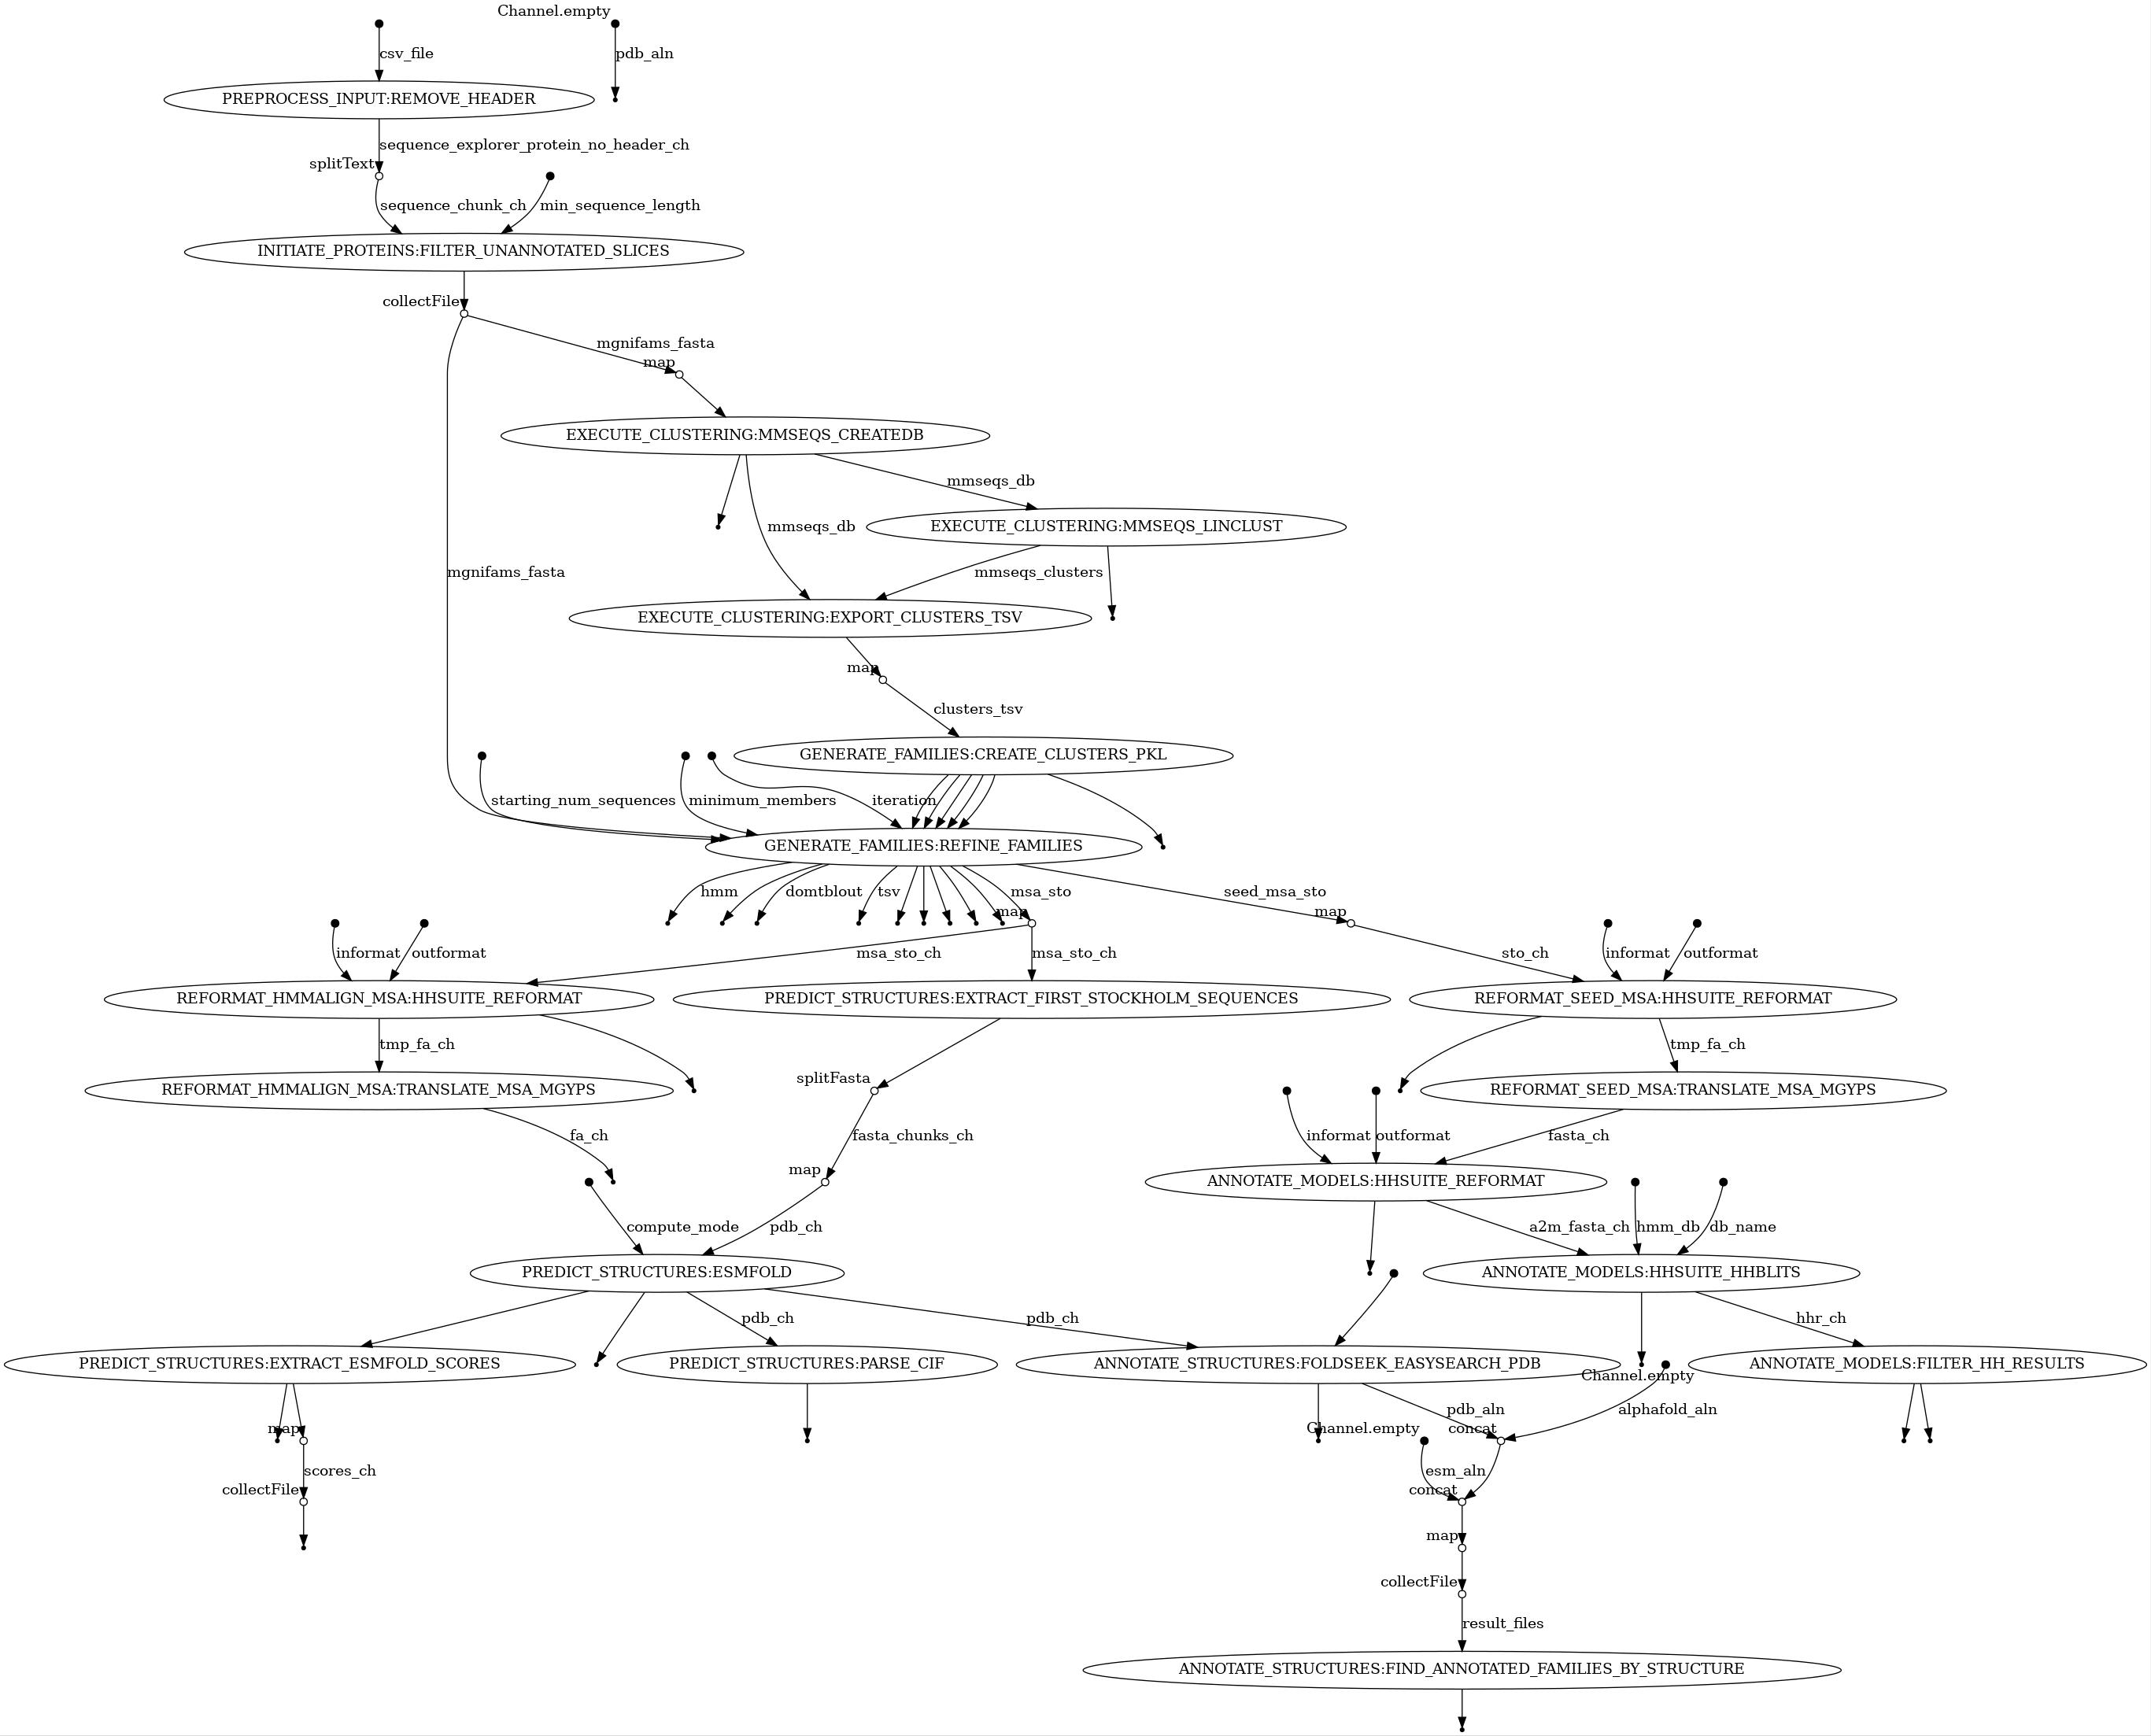 Channel.empty
csv_file
pdb_aln
PREPROCESS_INPUT:REMOVE_HEADER
sequence_explorer_protein_no_header_ch
splitText
sequence_chunk_ch
min_sequence_length
INITIATE_PROTEINS:FILTER_UNANNOTATED_SLICES
collectFile
mgnifams_fasta
map
EXECUTE_CLUSTERING:MMSEQS_CREATEDB
mmseqs_db
mmseqs_db
EXECUTE_CLUSTERING:MMSEQS_LINCLUST
mgnifams_fasta
mmseqs_clusters
EXECUTE_CLUSTERING:EXPORT_CLUSTERS_TSV
map
clusters_tsv
GENERATE_FAMILIES:CREATE_CLUSTERS_PKL
starting_num_sequences
minimum_members
iteration
GENERATE_FAMILIES:REFINE_FAMILIES
hmm
domtblout
tsv
msa_sto
seed_msa_sto
map
map
informat
outformat
msa_sto_ch
msa_sto_ch
sto_ch
informat
outformat
REFORMAT_HMMALIGN_MSA:HHSUITE_REFORMAT
PREDICT_STRUCTURES:EXTRACT_FIRST_STOCKHOLM_SEQUENCES
REFORMAT_SEED_MSA:HHSUITE_REFORMAT
tmp_fa_ch
tmp_fa_ch
splitFasta
REFORMAT_HMMALIGN_MSA:TRANSLATE_MSA_MGYPS
REFORMAT_SEED_MSA:TRANSLATE_MSA_MGYPS
fa_ch
fasta_chunks_ch
informat
outformat
fasta_ch
map
ANNOTATE_MODELS:HHSUITE_REFORMAT
compute_mode
pdb_ch
a2m_fasta_ch
hmm_db
db_name
PREDICT_STRUCTURES:ESMFOLD
ANNOTATE_MODELS:HHSUITE_HHBLITS
pdb_ch
pdb_ch
hhr_ch
PREDICT_STRUCTURES:EXTRACT_ESMFOLD_SCORES
PREDICT_STRUCTURES:PARSE_CIF
ANNOTATE_STRUCTURES:FOLDSEEK_EASYSEARCH_PDB
ANNOTATE_MODELS:FILTER_HH_RESULTS
Channel.empty
pdb_aln
alphafold_aln
map
Channel.empty
concat
scores_ch
esm_aln
collectFile
concat
map
collectFile
result_files
ANNOTATE_STRUCTURES:FIND_ANNOTATED_FAMILIES_BY_STRUCTURE